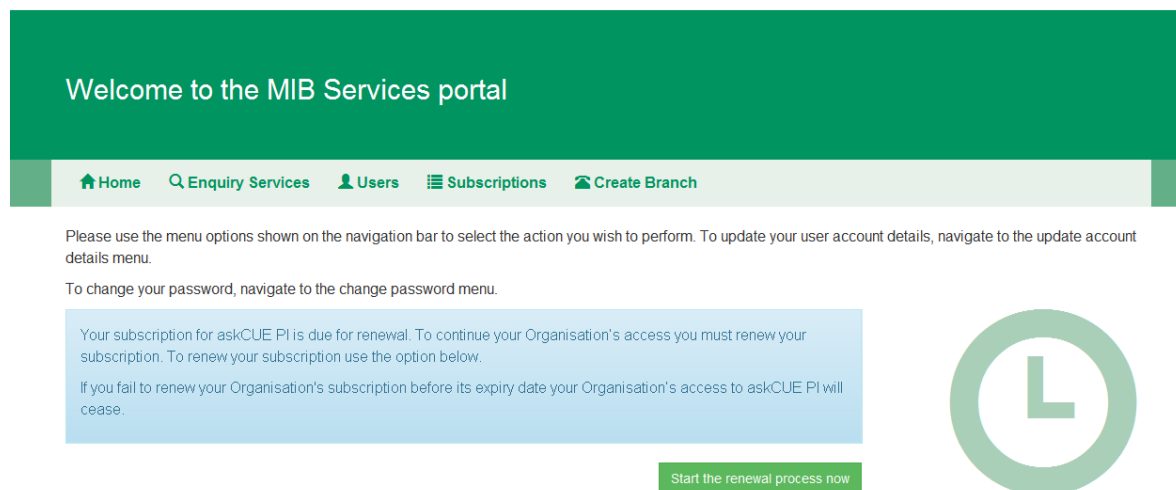 Welcome to the MIB Services portal
Home Enquiry Services Users Subscriptions Create Branch
Please use the menu options shown on the navigation bar to select the action you wish to perform. To update your user account details, navigate to the update account
details menu.
To change your password, navigate to the change password menu.
Your subscription for askCUE PI is due for renewal. To continue your Organisation's access you must renew your
subscription. To renew your subscription use the option below.
If you fail to renew your Organisation's subscription before its expiry date your Organisation's access to askCUE PI will
cease.
Start the renewal process now